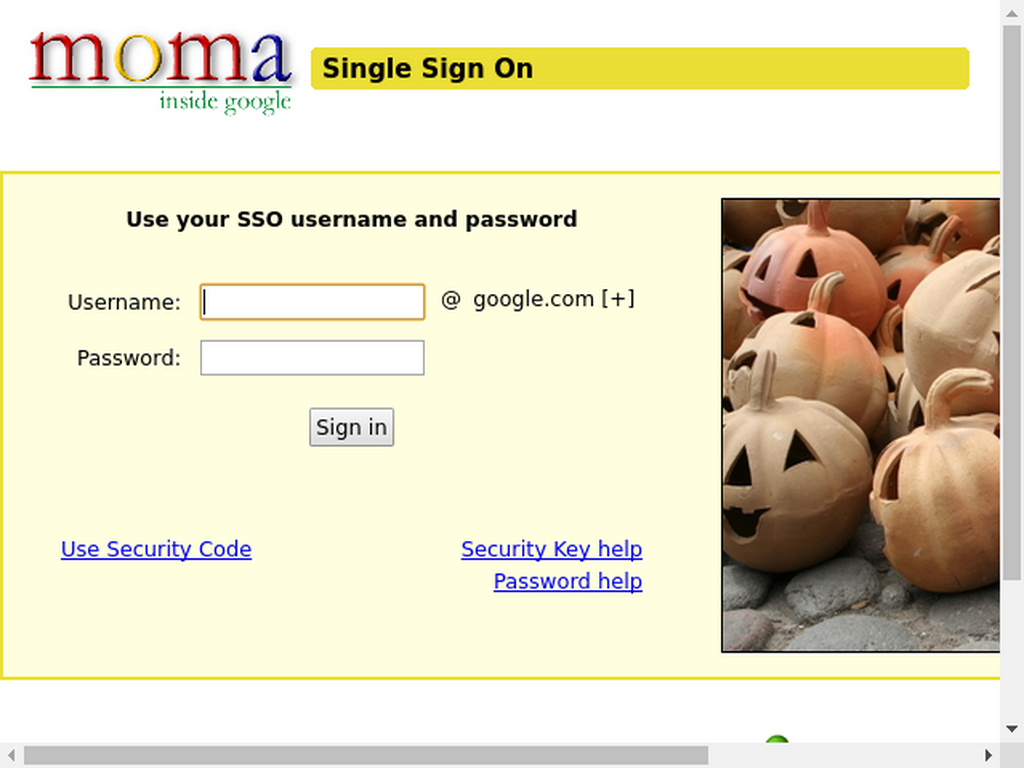 moma
inside google
Single Sign On
Use your SSO username and password
Username:
@ google.com [+]
Password:
Sign in
Use Security Code
Security Key help
Password help